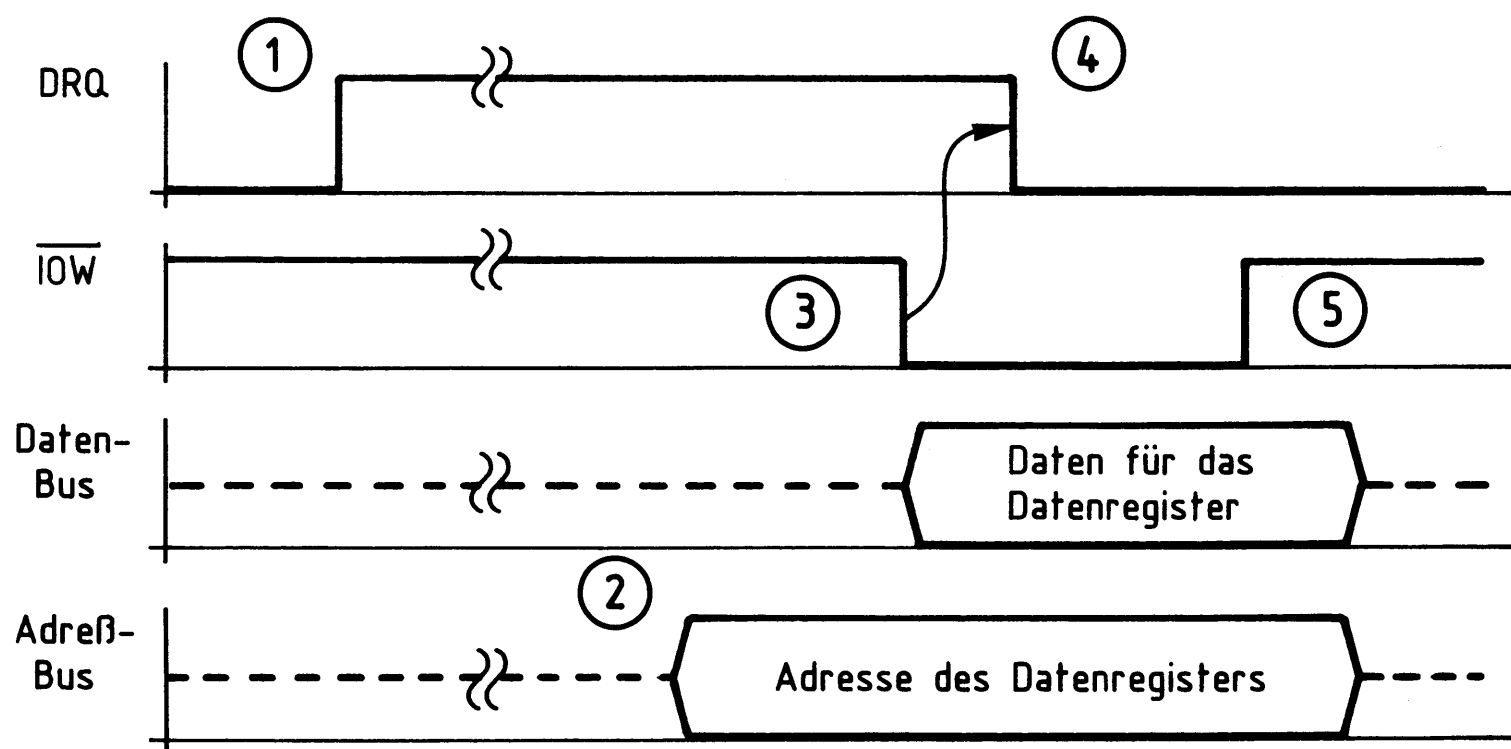 1
4
DRQ
IOW
3
5
Daten-
Bus
Daten für das
Datenregister
2
Adreß-
Bus
Adresse des Datenregisters